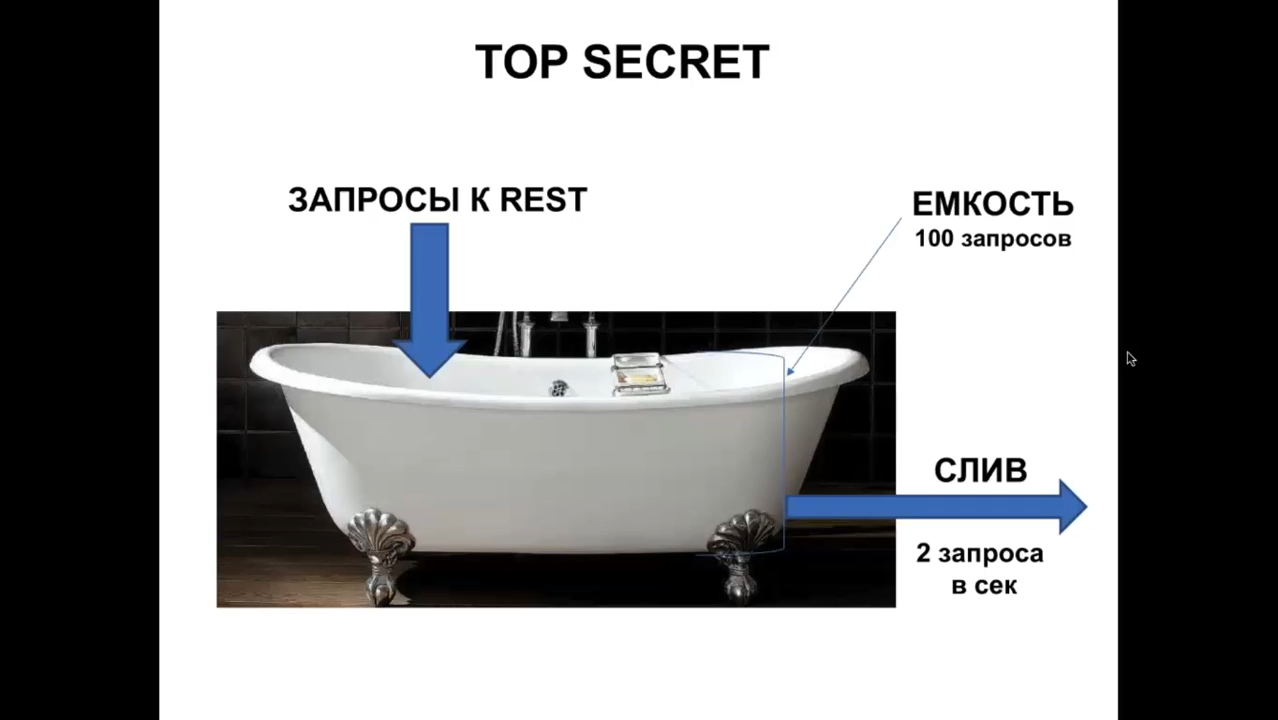 TOP SECRET
ЗАПРОСЫ К REST
ЕМКОСТЬ
100 запросов
СЛИВ
2 запроса
в сек